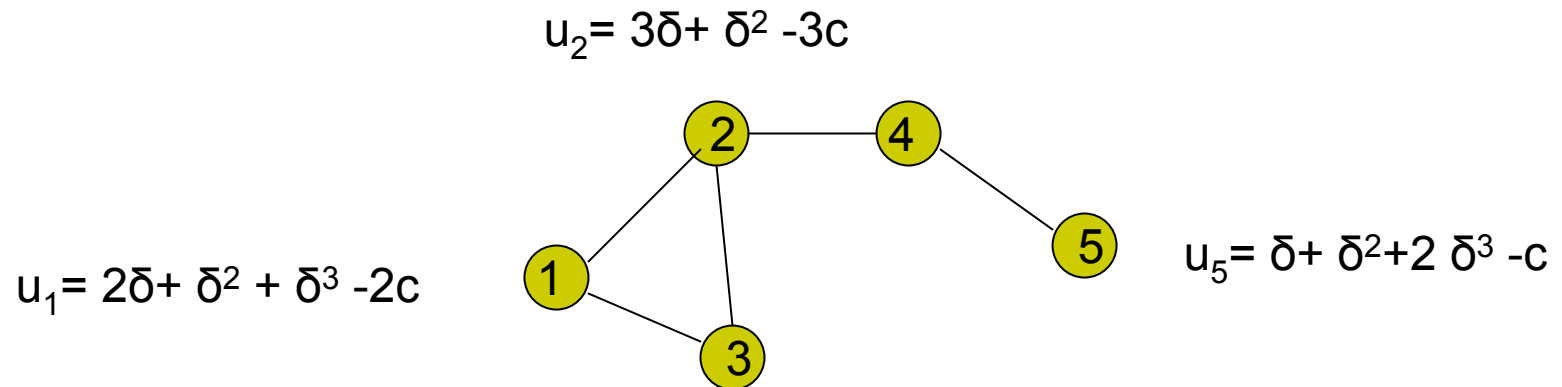 u₂= 3δ+ δ² -3c
2
4
5
u₅= δ+ δ²+2 δ³ -c
1
u₁= 2δ+ δ² + δ³ -2c
3